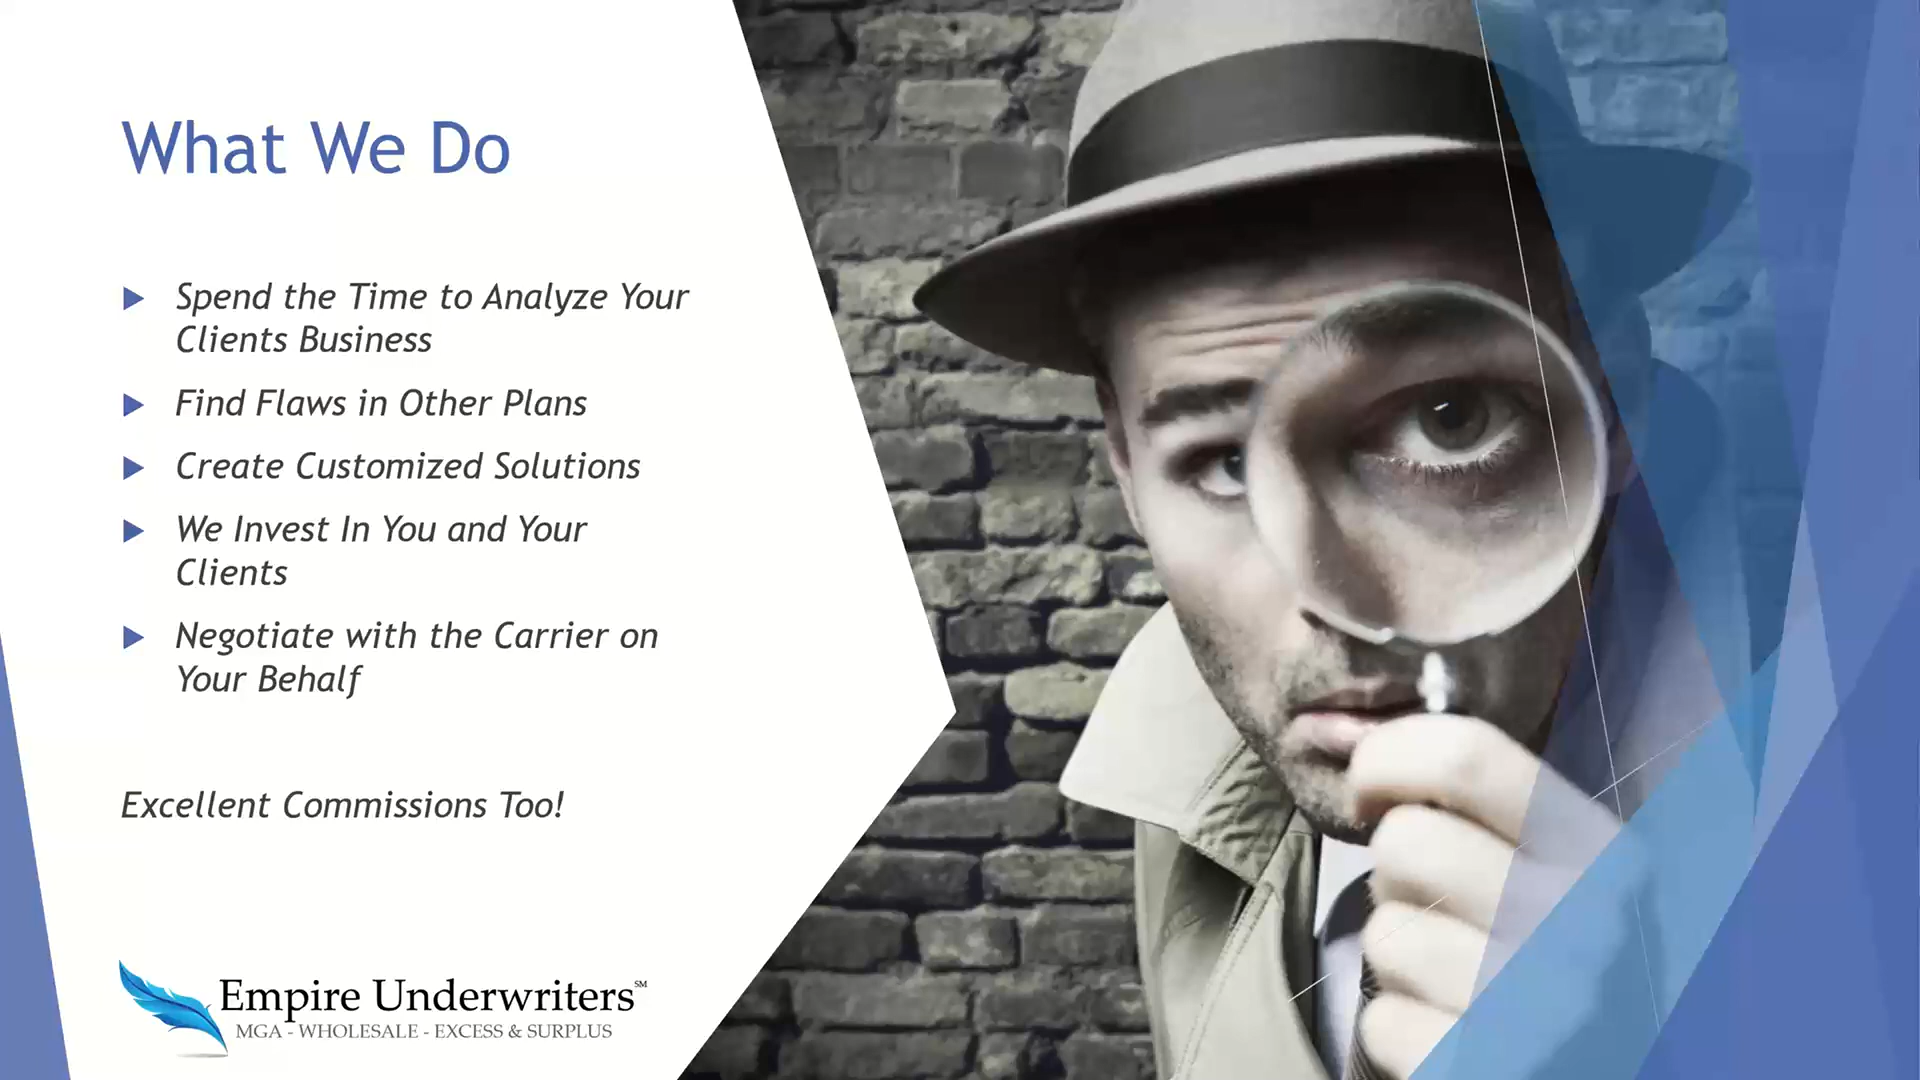 What We Do
Spend the Time to Analyze Your
Clients Business
Find Flaws in Other Plans
Create Customized Solutions
We Invest In You and Your
Clients
Negotiate with the Carrier on
Your Behalf
Excellent Commissions Too!
Empire Underwriters℠
MGA - WHOLESALE - EXCESS & SURPLUS